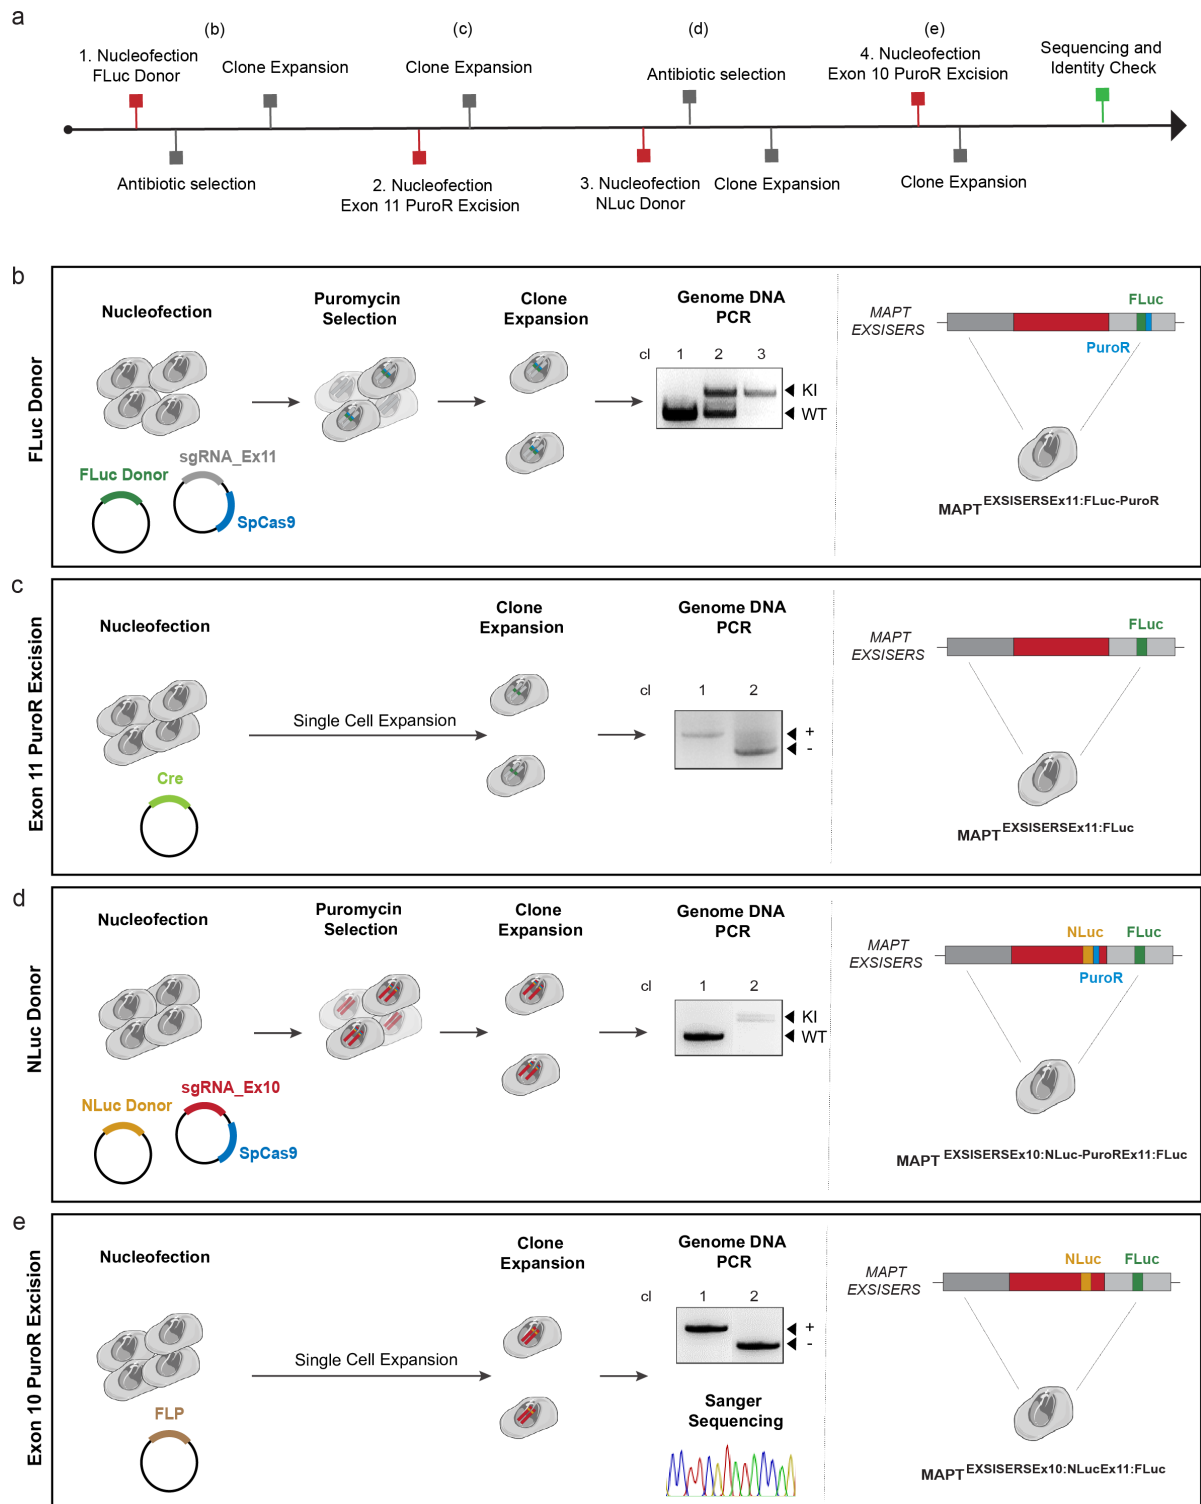 a
(b)
(c)
(d)
(e)
1. Nucleofection
FLuc Donor
Clone Expansion
Clone Expansion
Antibiotic selection
4. Nucleofection
Exon 10 PuroR Excision
Sequencing and
Identity Check
Antibiotic selection
2. Nucleofection
Exon 11 PuroR Excision
3. Nucleofection
NLuc Donor
Clone Expansion
Clone Expansion
b
FLuc Donor
Nucleofection
Puromycin
Selection
Clone
Expansion
Genome DNA
PCR
cl 1 2 3
KI
WT
FLuc Donor
sgRNA_Ex11
SpCas9
MAPT
EXSISERS
FLuc
PuroR
MAPT EXSISERSEx11:FLuc-PuroR
c
Exon 11 PuroR Excision
Nucleofection
Single Cell Expansion
Clone
Expansion
Genome DNA
PCR
cl 1 2
+
-
Cre
MAPT
EXSISERS
FLuc
MAPT EXSISERSEx11:FLuc
d
NLuc Donor
Nucleofection
Puromycin
Selection
Clone
Expansion
Genome DNA
PCR
cl 1 2
KI
WT
NLuc Donor
sgRNA_Ex10
SpCas9
MAPT
EXSISERS
NLuc FLuc
PuroR
MAPT EXSISERSEx10:NLuc-PuroREx11:FLuc
e
Exon 10 PuroR Excision
Nucleofection
Single Cell Expansion
Clone
Expansion
Genome DNA
PCR
cl 1 2
+
-
FLP
Sanger
Sequencing
MAPT
EXSISERS
NLuc FLuc
MAPT EXSISERSEx10:NLucEx11:FLuc